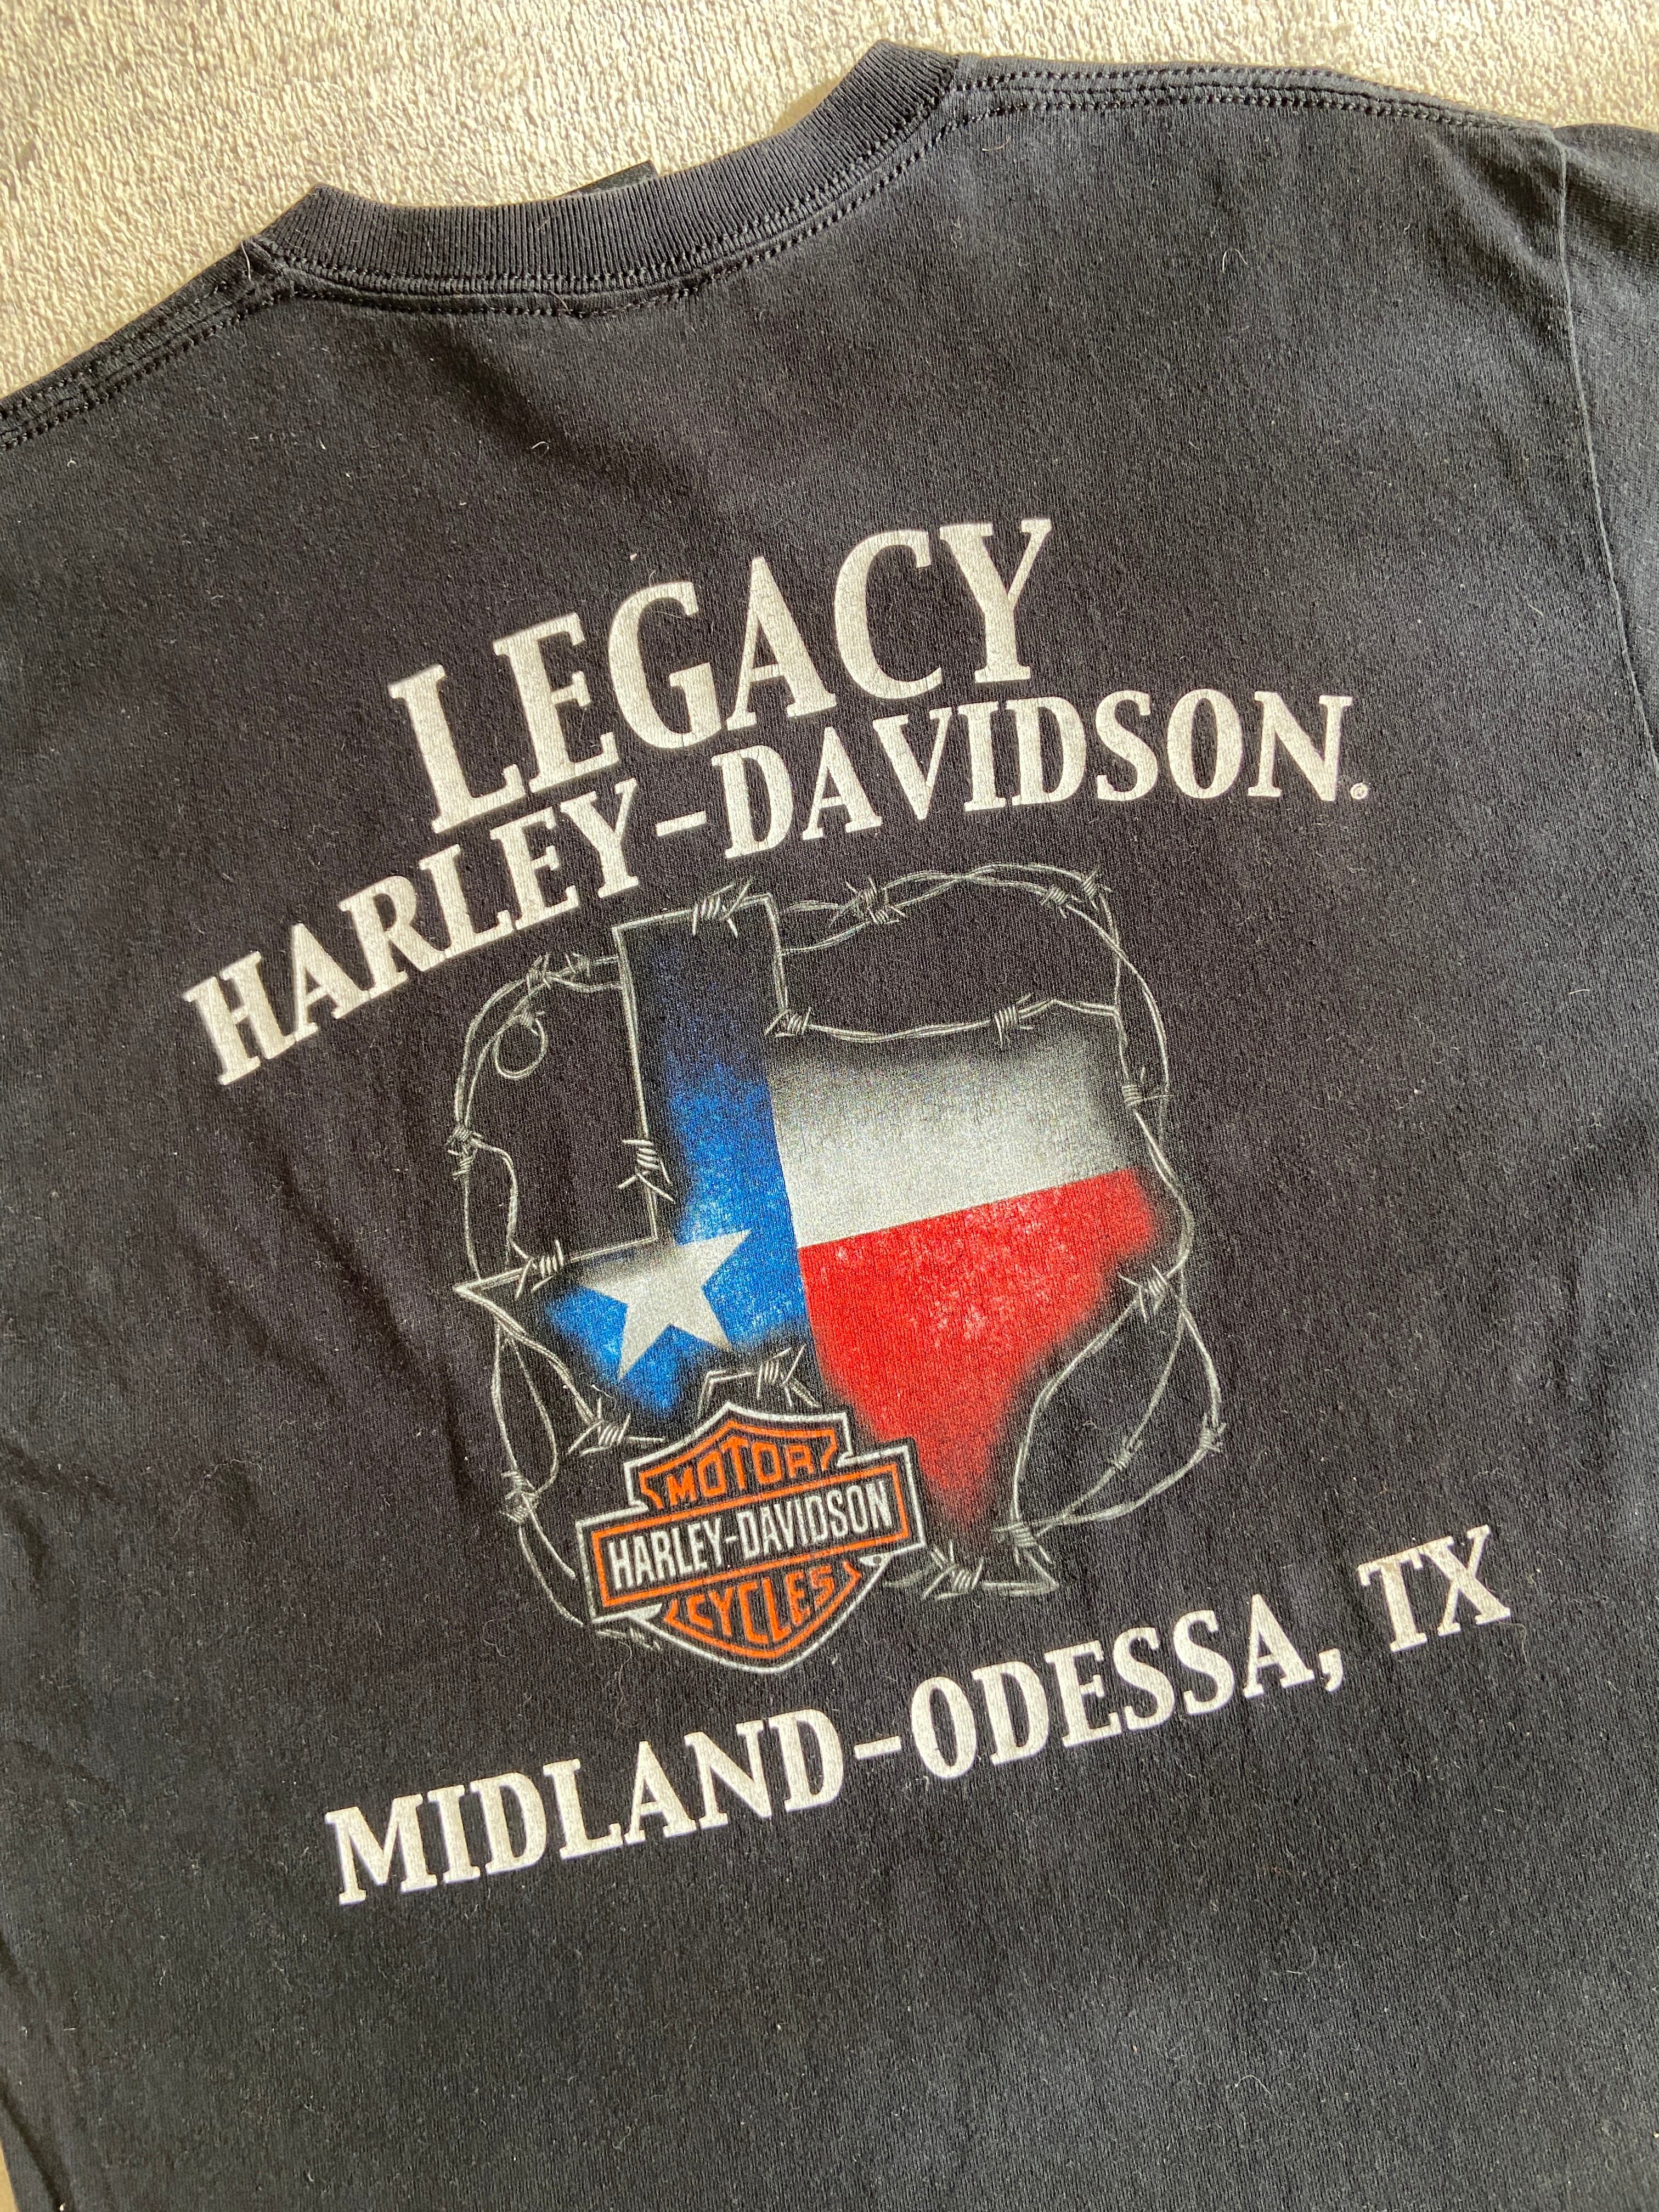 LEGACY
HARLEY-DAVIDSON®
MOTOR
HARLEY-DAVIDSON
CYCLES
MIDLAND-ODESSA, TX